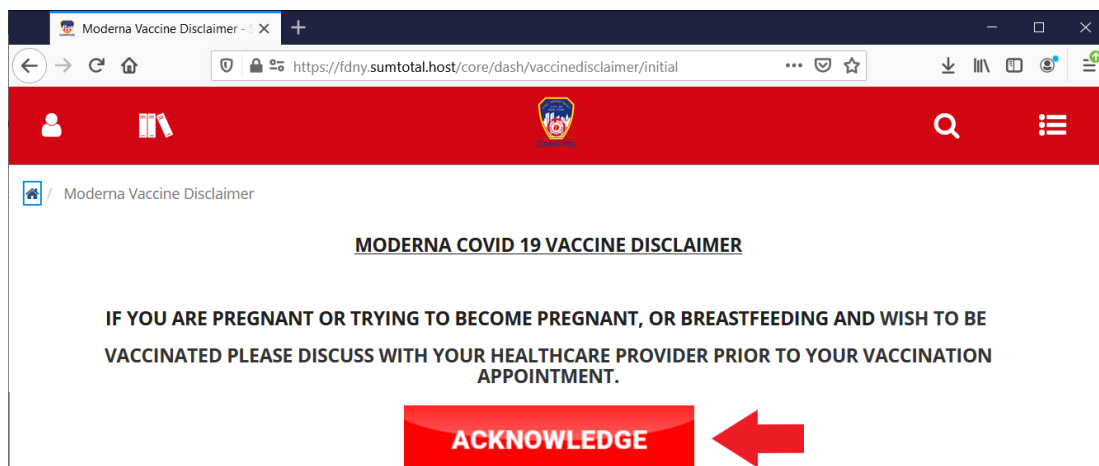 Moderna Vaccine Disclaimer - S
https://fdny.sumtotal.host/core/dash/vaccinedisclaimer/initial
CAMPUS
/ Moderna Vaccine Disclaimer
MODERNA COVID 19 VACCINE DISCLAIMER
IF YOU ARE PREGNANT OR TRYING TO BECOME PREGNANT, OR BREASTFEEDING AND WISH TO BE
VACCINATED PLEASE DISCUSS WITH YOUR HEALTHCARE PROVIDER PRIOR TO YOUR VACCINATION
APPOINTMENT.
ACKNOWLEDGE